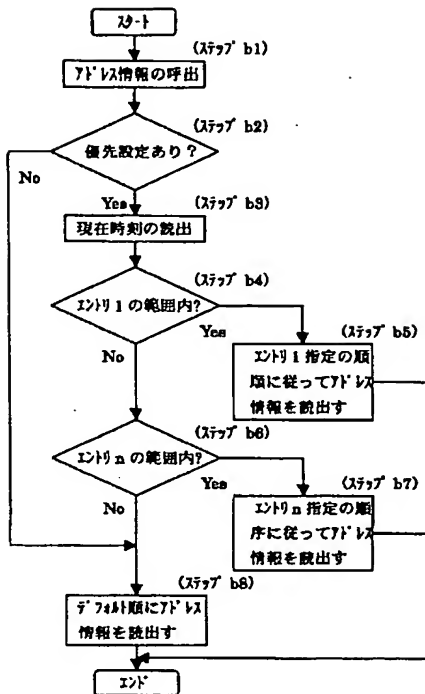 スタート
(ステップ b1)
アドレス情報の呼出
(ステップ b2)
優先設定あり?
No
Yes
(ステップ b3)
現在時刻の読出
(ステップ b4)
エントリ1の範囲内?
Yes
No
(ステップ b5)
エントリ1指定の順
順に従ってアドレス
情報を読出す
(ステップ b6)
エントリnの範囲内?
Yes
No
(ステップ b7)
エントリn指定の順
序に従ってアドレス
情報を読出す
(ステップ b8)
デフォルト順にアドレス
情報を読出す
エンド